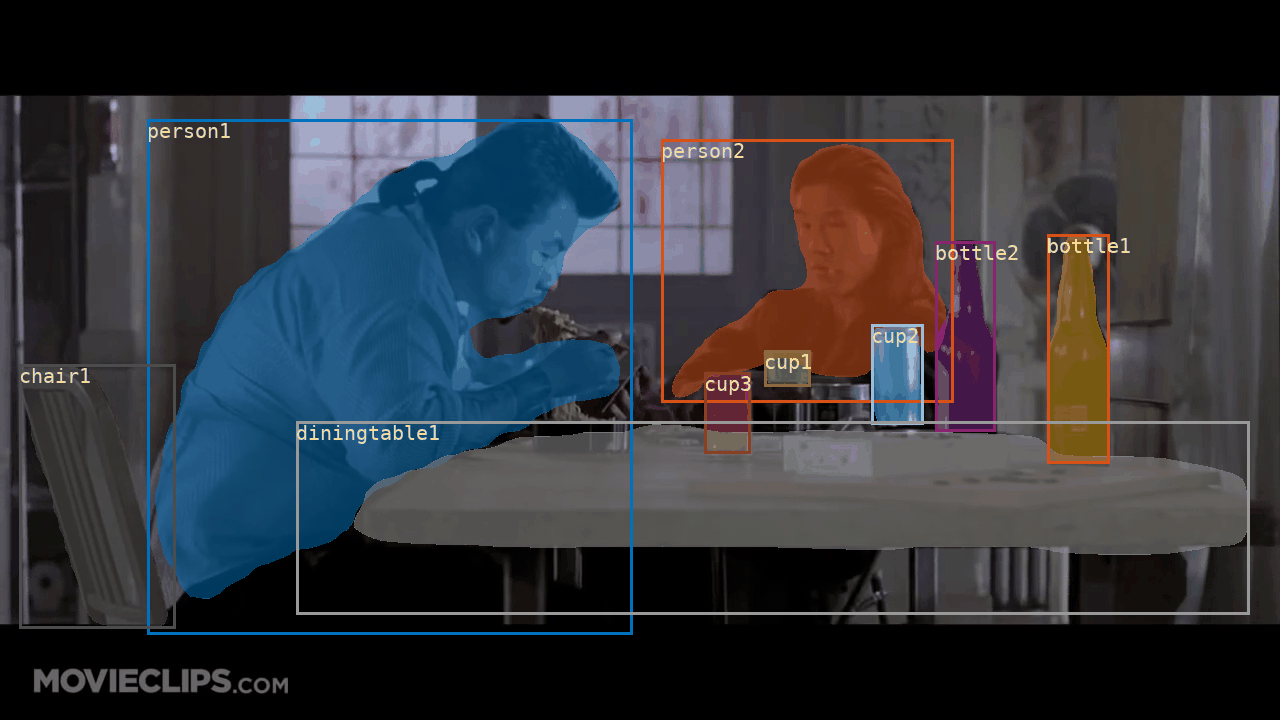 person1
person2
bottle1
bottle2
cup2
cup1
chair1
cup3
diningtable1
MOVIECLIPS.COM